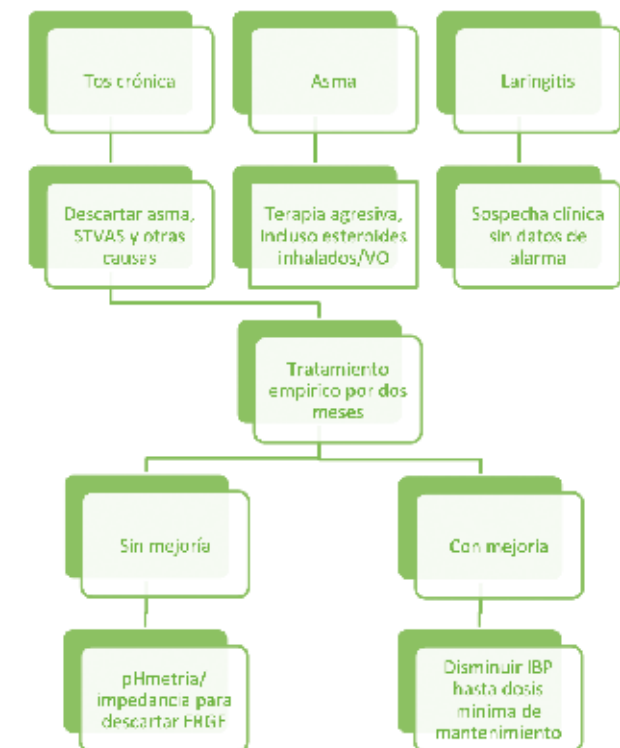 Tos crónica
Asma
Laringitis
Descartar asma,
STVAS y otras
causas
Terapia agresiva,
incluso esteroides
inhalados/VO
Sospecha clínica
sin datos de
alarma
Tratamiento
empírico por dos
meses
Sin mejoría
Con mejoría
pHmetria/
impedancia para
descartar ERGE
Disminuir IBP
hasta dosis
mínima de
mantenimiento